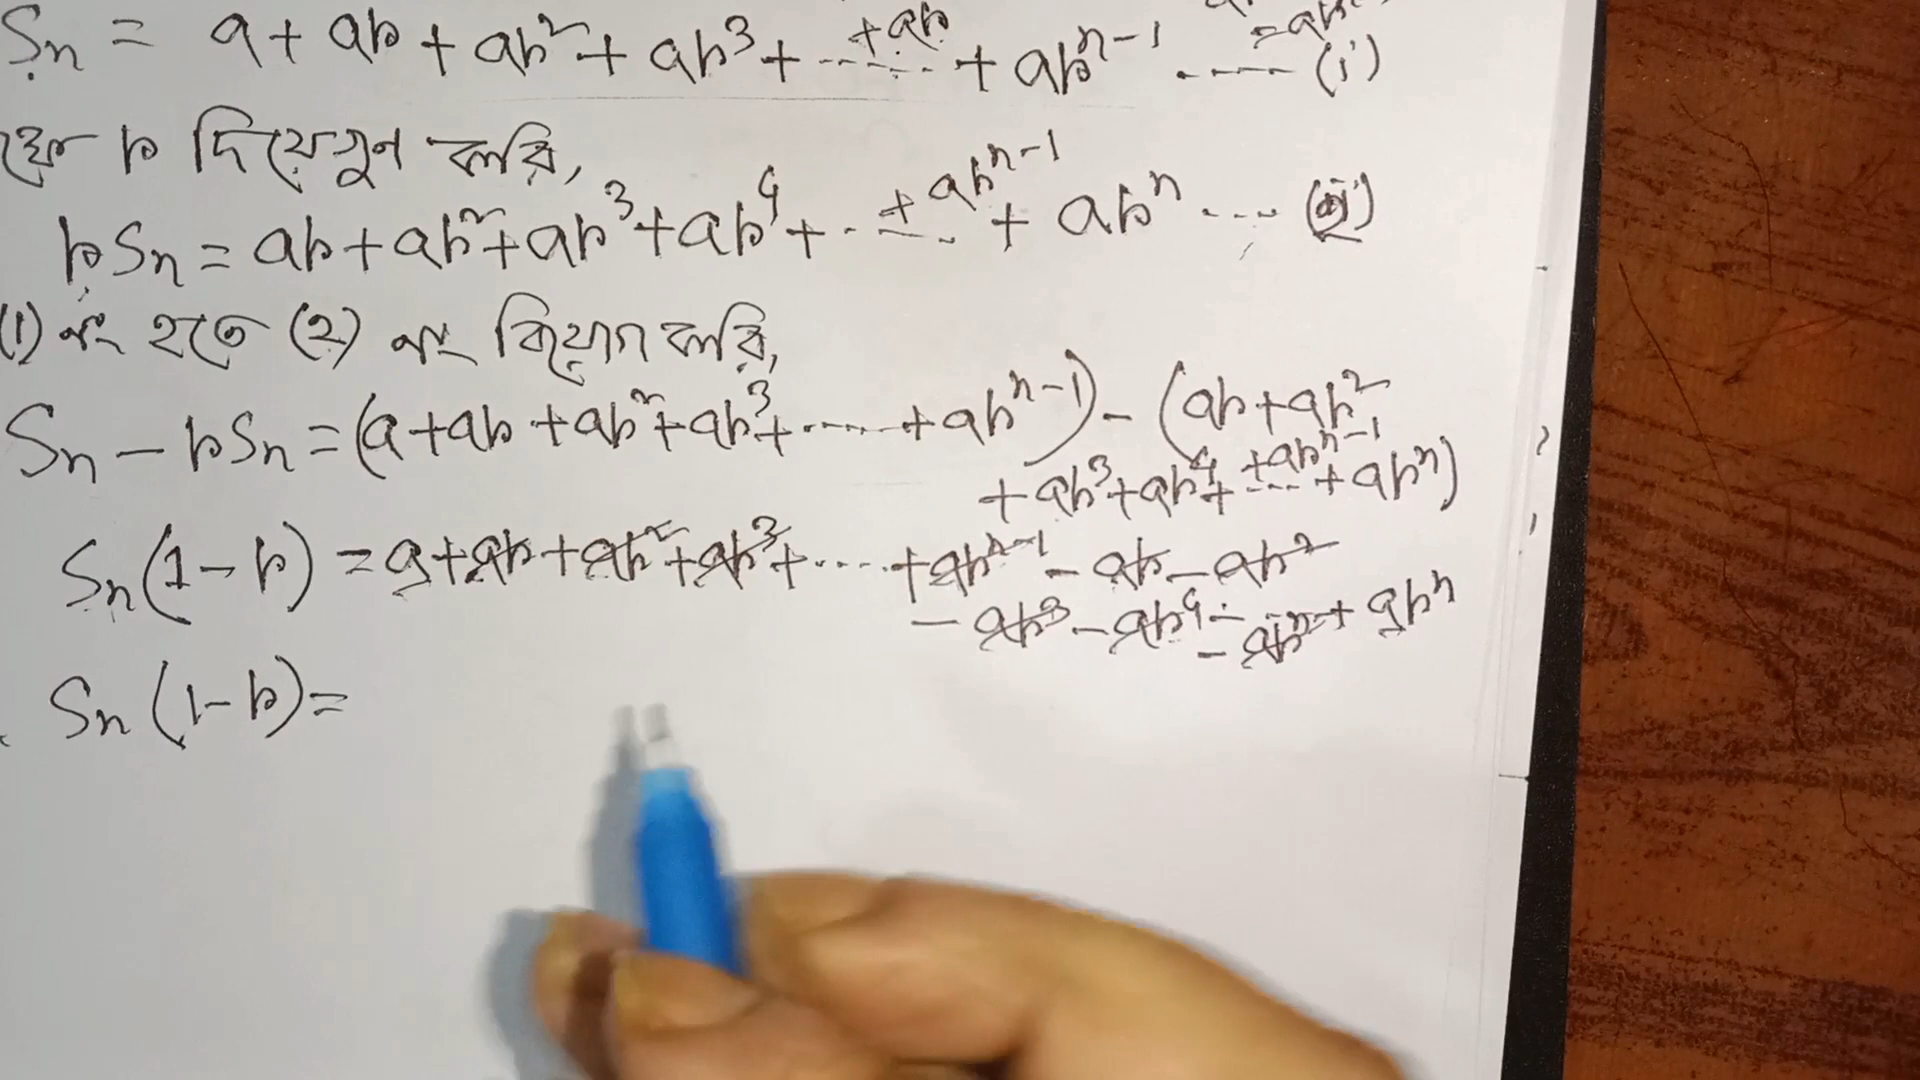 Sn = a + ar + ar² + ar³ + ...... + ar + arⁿ⁻¹ ...... (i)
r দিয়ে গুন করি,
rSn = ar + ar² + ar³ + ar⁴ + ...... + arⁿ⁻¹ + arⁿ ....
(1) নং হতে (২) নং বিয়োগ করি,
Sn - rSn = (a + ar + ar² + ar³ + ...... + arⁿ⁻¹) - (ar + ar²
+ ar³ + ar⁴ + .... + arⁿ⁻¹ + arⁿ)
Sn(1 - r) = a + ar + ar² + ar³ + ..... + arⁿ⁻¹ - ar - ar²
- ar³ - ar⁴ - - arⁿ⁻¹ + arⁿ
Sn (1 - r) =